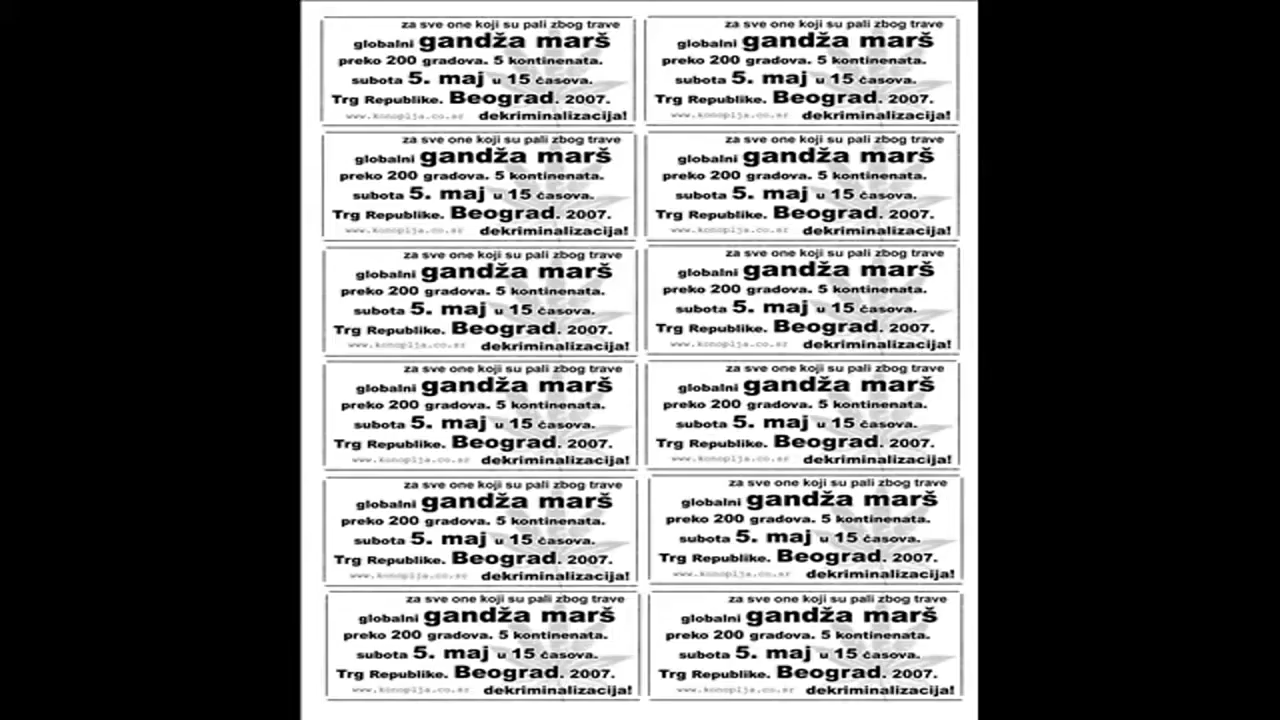 za sve one koji su pali zbog trave
globalni gandža marš
preko 200 gradova. 5 kontinenata.
subota 5. maj u 15 časova.
Trg Republike. Beograd. 2007.
www.konoplja.co.sr dekriminalizacija!
za sve one koji su pali zbog trave
globalni gandža marš
preko 200 gradova. 5 kontinenata.
subota 5. maj u 15 časova.
Trg Republike. Beograd. 2007.
www.konoplja.co.sr dekriminalizacija!
za sve one koji su pali zbog trave
globalni gandža marš
preko 200 gradova. 5 kontinenata.
subota 5. maj u 15 časova.
Trg Republike. Beograd. 2007.
www.konoplja.co.sr dekriminalizacija!
za sve one koji su pali zbog trave
globalni gandža marš
preko 200 gradova. 5 kontinenata.
subota 5. maj u 15 časova.
Trg Republike. Beograd. 2007.
www.konoplja.co.sr dekriminalizacija!
za sve one koji su pali zbog trave
globalni gandža marš
preko 200 gradova. 5 kontinenata.
subota 5. maj u 15 časova.
Trg Republike. Beograd. 2007.
www.konoplja.co.sr dekriminalizacija!
za sve one koji su pali zbog trave
globalni gandža marš
preko 200 gradova. 5 kontinenata.
subota 5. maj u 15 časova.
Trg Republike. Beograd. 2007.
www.konoplja.co.sr dekriminalizacija!
za sve one koji su pali zbog trave
globalni gandža marš
preko 200 gradova. 5 kontinenata.
subota 5. maj u 15 časova.
Trg Republike. Beograd. 2007.
www.konoplja.co.sr dekriminalizacija!
za sve one koji su pali zbog trave
globalni gandža marš
preko 200 gradova. 5 kontinenata.
subota 5. maj u 15 časova.
Trg Republike. Beograd. 2007.
www.konoplja.co.sr dekriminalizacija!
za sve one koji su pali zbog trave
globalni gandža marš
preko 200 gradova. 5 kontinenata.
subota 5. maj u 15 časova.
Trg Republike. Beograd. 2007.
www.konoplja.co.sr dekriminalizacija!
za sve one koji su pali zbog trave
globalni gandža marš
preko 200 gradova. 5 kontinenata.
subota 5. maj u 15 časova.
Trg Republike. Beograd. 2007.
www.konoplja.co.sr dekriminalizacija!
za sve one koji su pali zbog trave
globalni gandža marš
preko 200 gradova. 5 kontinenata.
subota 5. maj u 15 časova.
Trg Republike. Beograd. 2007.
www.konoplja.co.sr dekriminalizacija!
za sve one koji su pali zbog trave
globalni gandža marš
preko 200 gradova. 5 kontinenata.
subota 5. maj u 15 časova.
Trg Republike. Beograd. 2007.
www.konoplja.co.sr dekriminalizacija!